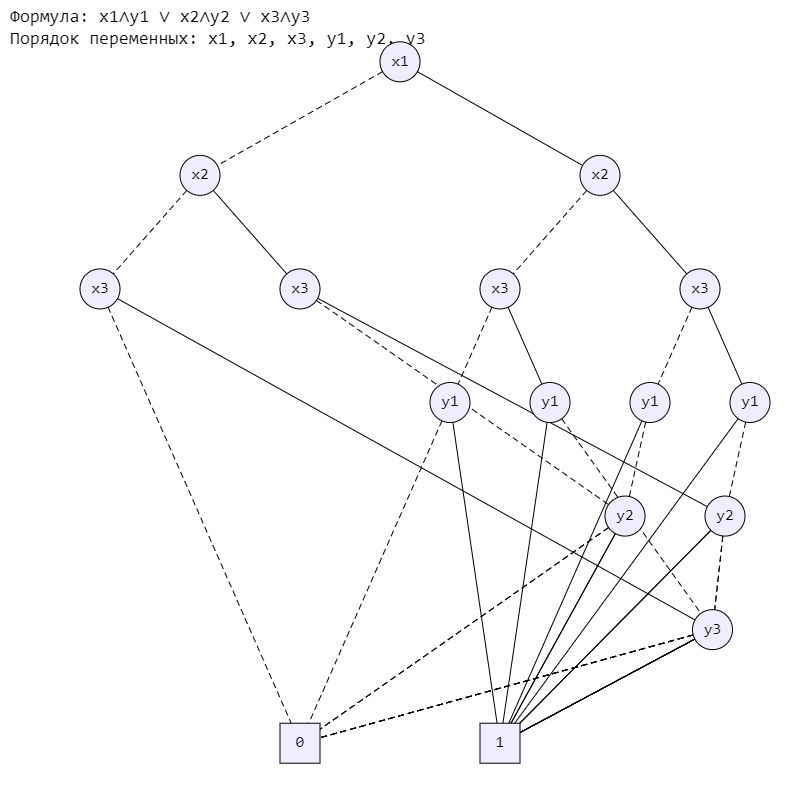 Формула: x1∧y1 ∨ x2∧y2 ∨ x3∧y3
Порядок переменных: x1, x2, x3, y1, y2, y3
x1
x2 x2
x3 x3 x3 x3
y1 y1 y1 y1
y2 y2
y3
0 1